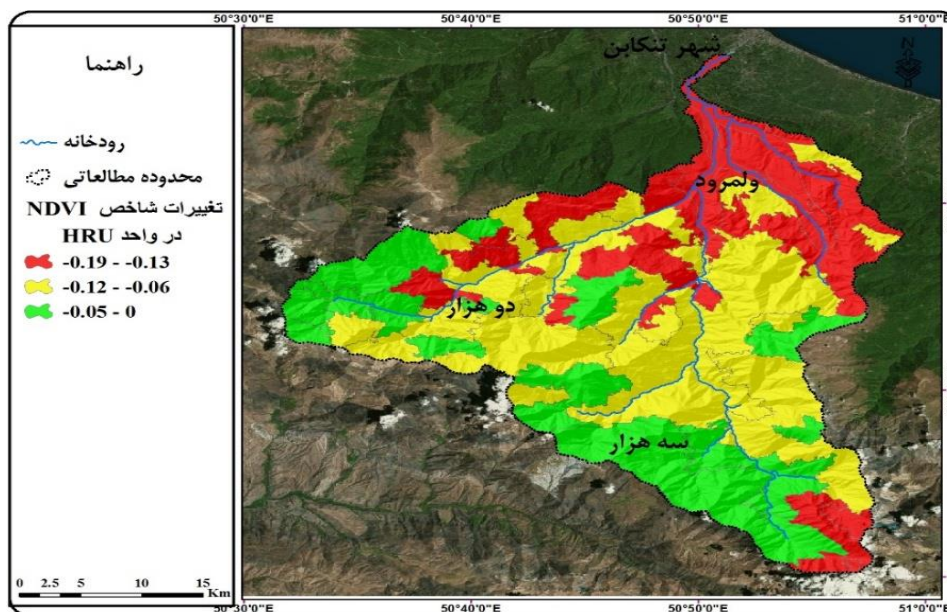 50°30'0"E
50°40'0"E
50°50'0"E
51°0'0"E
راهنما
رودخانه
محدوده مطالعاتی
تغییرات شاخص NDVI
در واحد HRU
-0.19 - -0.13
-0.12 - -0.06
-0.05 - 0
0 2.5 5 10 15
Km
شهر تنکابن
ولمرود
دو هزار
سه هزار
50°30'0"E
50°40'0"E
50°50'0"E
51°0'0"E